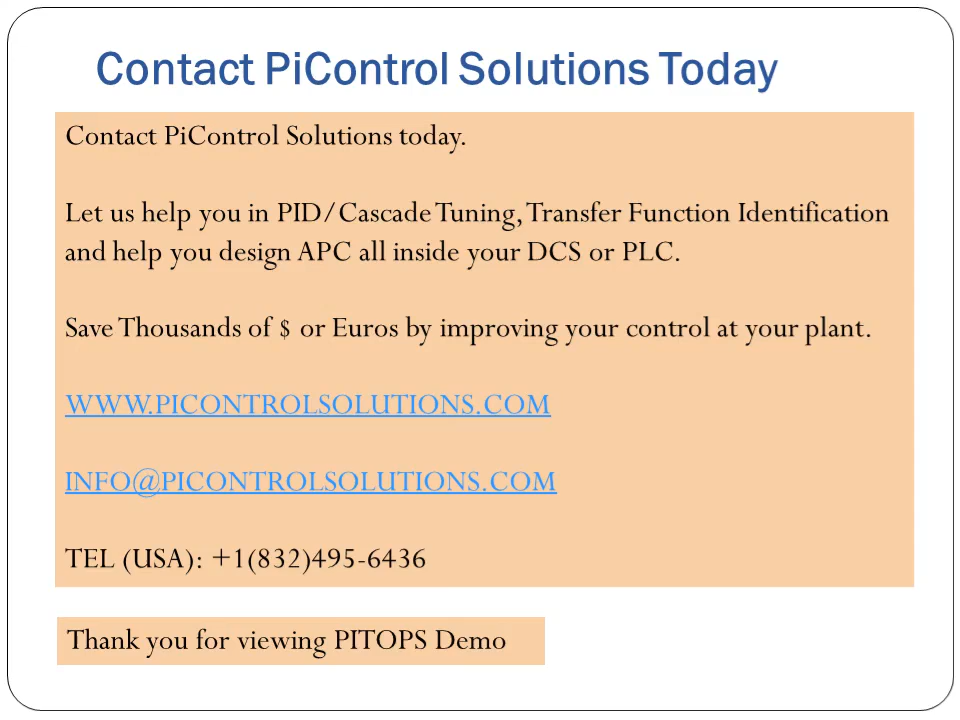 Contact PiControl Solutions Today
Contact PiControl Solutions today.
Let us help you in PID/Cascade Tuning, Transfer Function Identification
and help you design APC all inside your DCS or PLC.
Save Thousands of $ or Euros by improving your control at your plant.
WWW.PICONTROLSOLUTIONS.COM
INFO@PICONTROLSOLUTIONS.COM
TEL (USA): +1(832)495-6436
Thank you for viewing PITOPS Demo